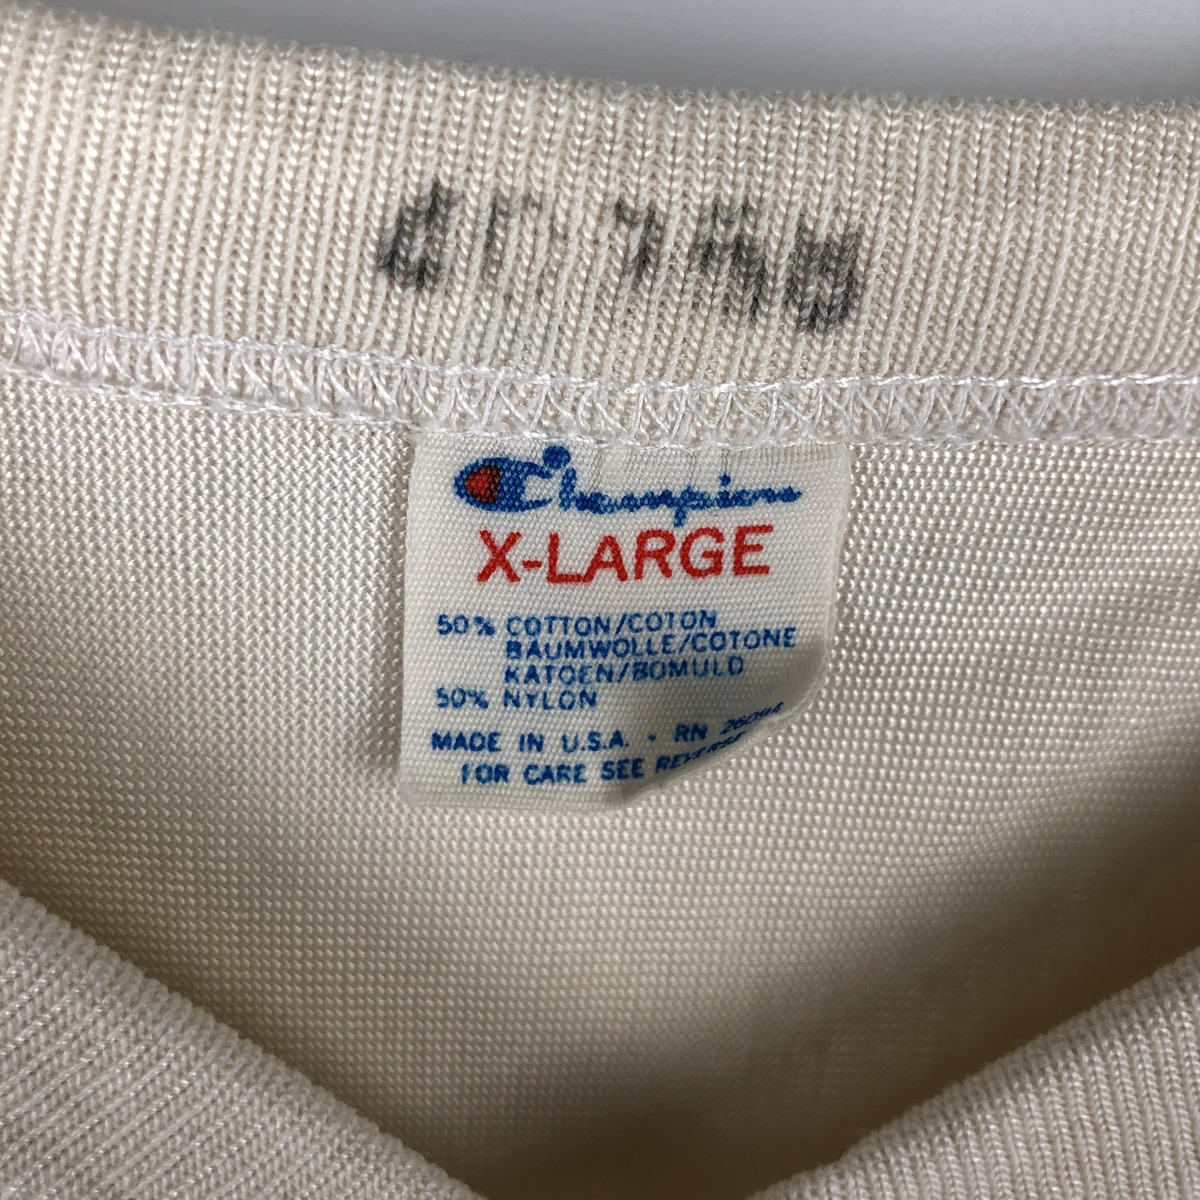 Champion
X-LARGE
50% COTTON/COTON
BAUMWOLLE/COTONE
KATOEN/BOMULD
50% NYLON
MADE IN U.S.A. · RN 26094
FOR CARE SEE REVERSE